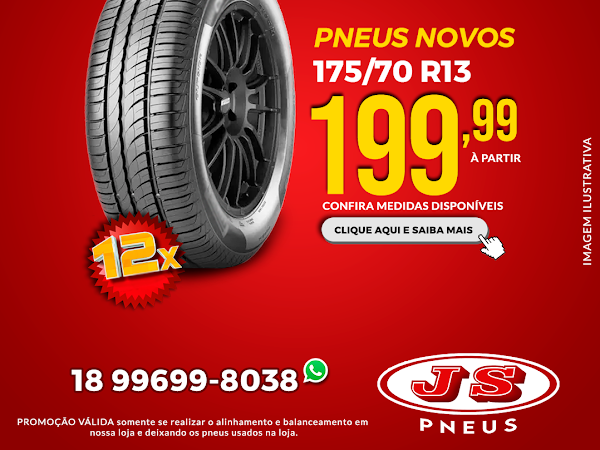 PNEUS NOVOS
175/70 R13
199,99
À PARTIR
CONFIRA MEDIDAS DISPONÍVEIS
CLIQUE AQUI E SAIBA MAIS
12x
IMAGEM ILUSTRATIVA
18 99699-8038
JS
PNEUS
PROMOÇÃO VÁLIDA somente se realizar o alinhamento e balanceamento em
nossa loja e deixando os pneus usados na loja.